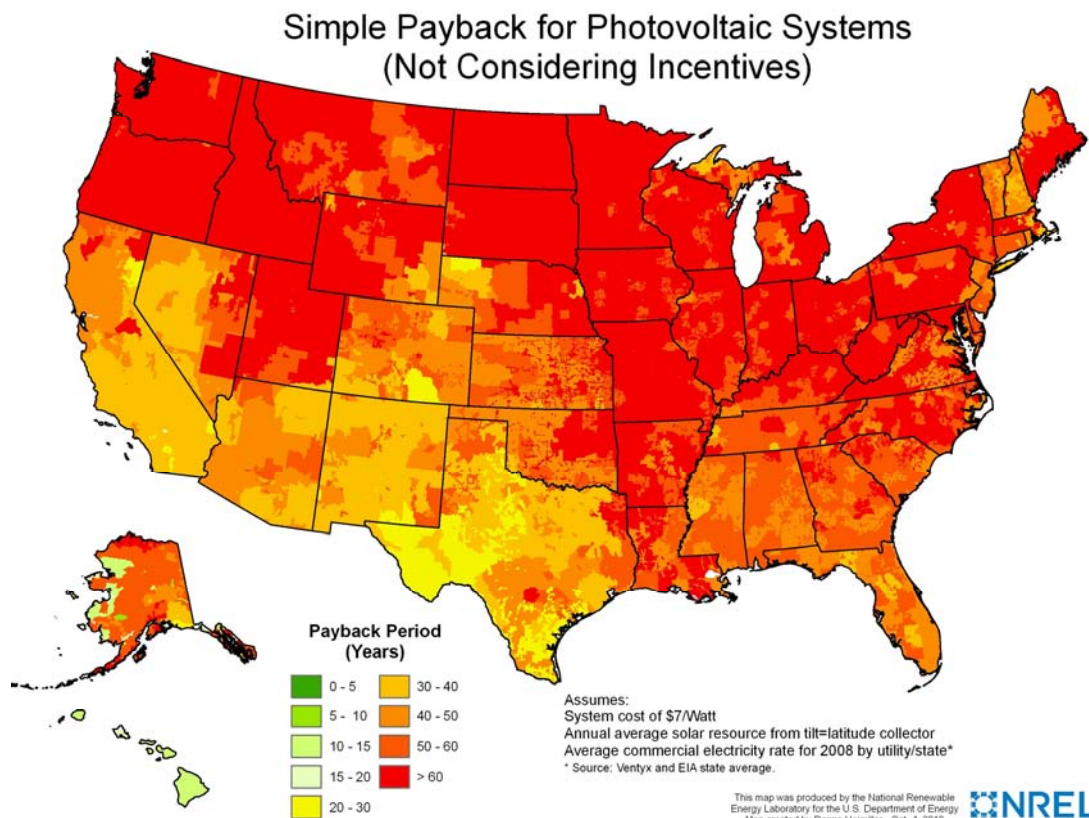 Simple Payback for Photovoltaic Systems
(Not Considering Incentives)
Payback Period
(Years)
0 - 5
5 - 10
10 - 15
15 - 20
20 - 30
30 - 40
40 - 50
50 - 60
> 60
Assumes:
System cost of $7/Watt
Annual average solar resource from tilt=latitude collector
Average commercial electricity rate for 2008 by utility/state*
* Source: Ventyx and EIA state average.
This map was produced by the National Renewable
Energy Laboratory for the U.S. Department of Energy
NREL